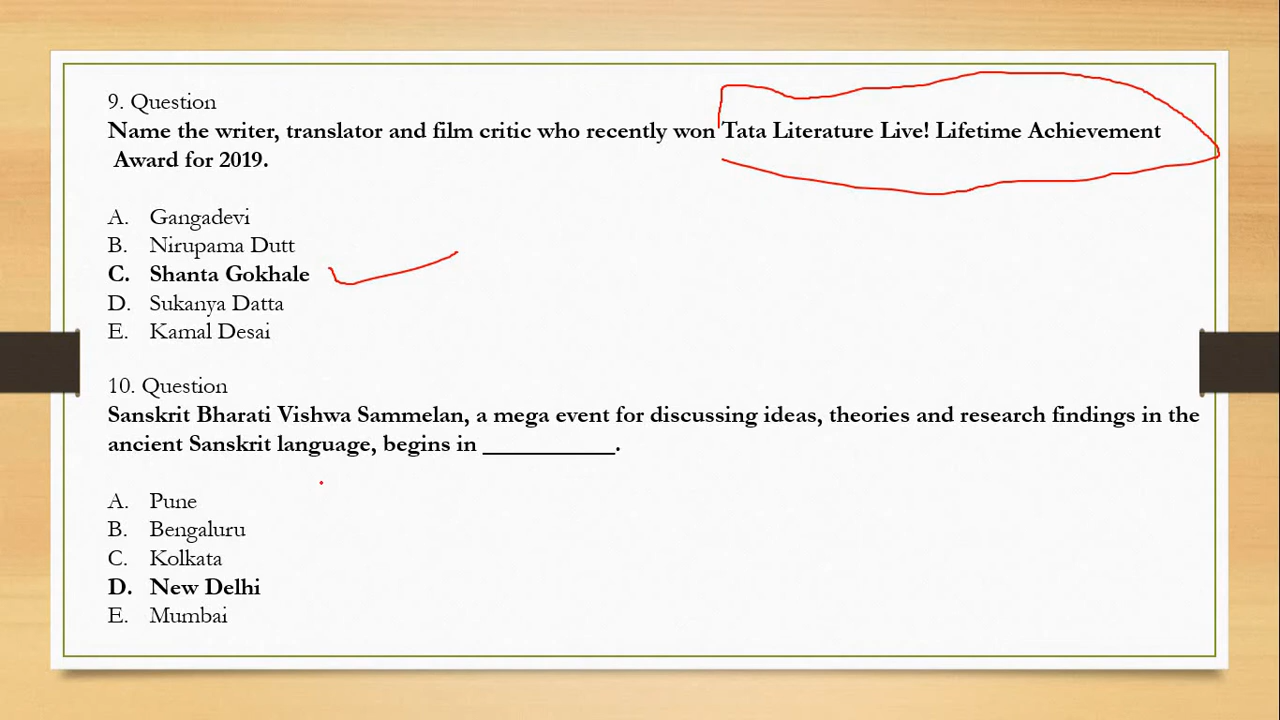 9. Question
Name the writer, translator and film critic who recently won Tata Literature Live! Lifetime Achievement
Award for 2019.
A. Gangadevi
B. Nirupama Dutt
C. Shanta Gokhale
D. Sukanya Datta
E. Kamal Desai
10. Question
Sanskrit Bharati Vishwa Sammelan, a mega event for discussing ideas, theories and research findings in the
ancient Sanskrit language, begins in ___________.
A. Pune
B. Bengaluru
C. Kolkata
D. New Delhi
E. Mumbai